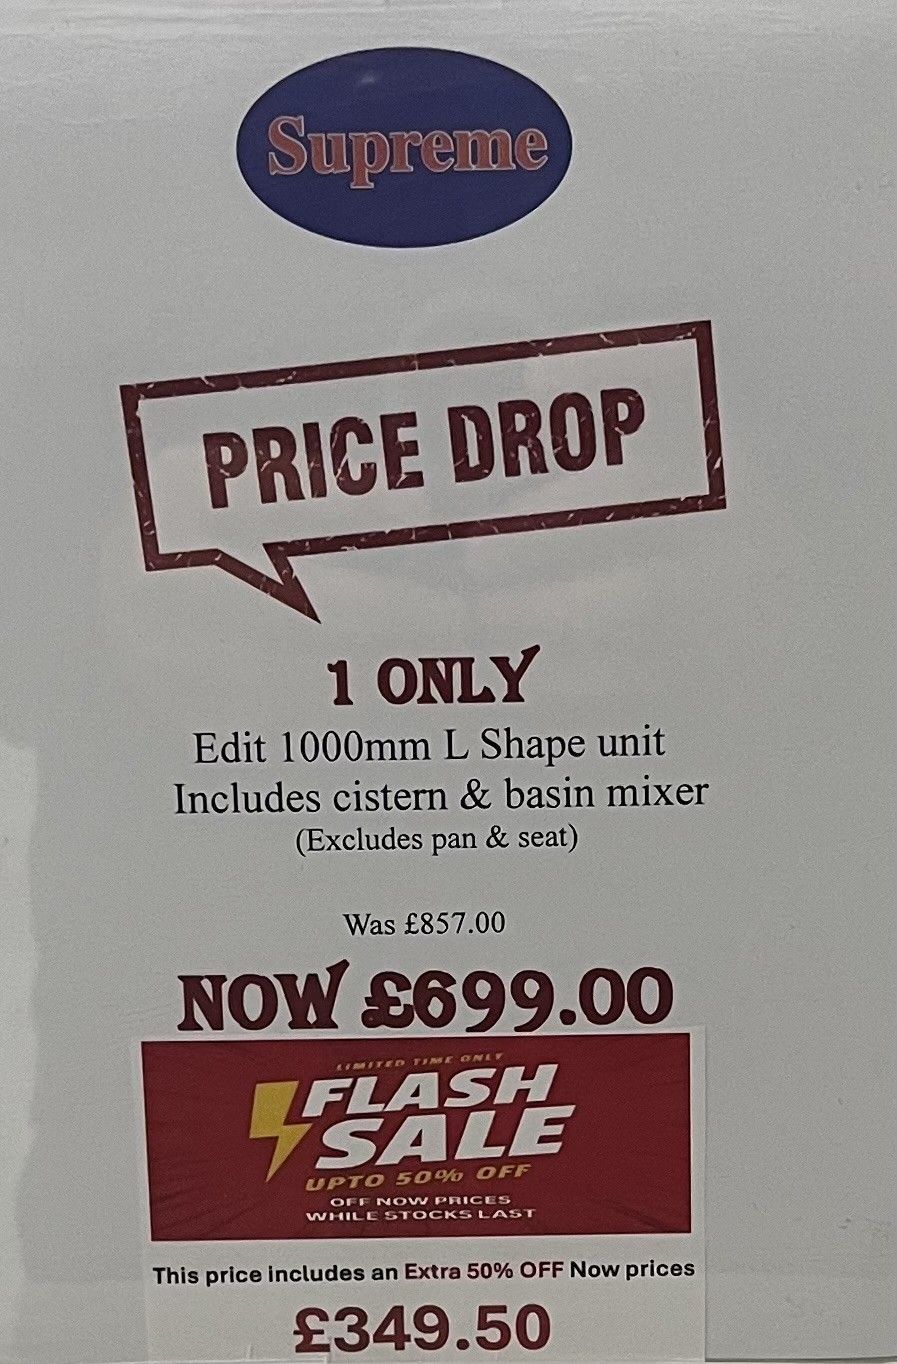 Supreme
PRICE DROP
1 ONLY
Edit 1000mm L Shape unit
Includes cistern & basin mixer
(Excludes pan & seat)
Was £857.00
NOW £699.00
LIMITED TIME ONLY
FLASH
SALE
UPTO 50% OFF
OFF NOW PRICES
WHILE STOCKS LAST
This price includes an Extra 50% OFF Now prices
£349.50